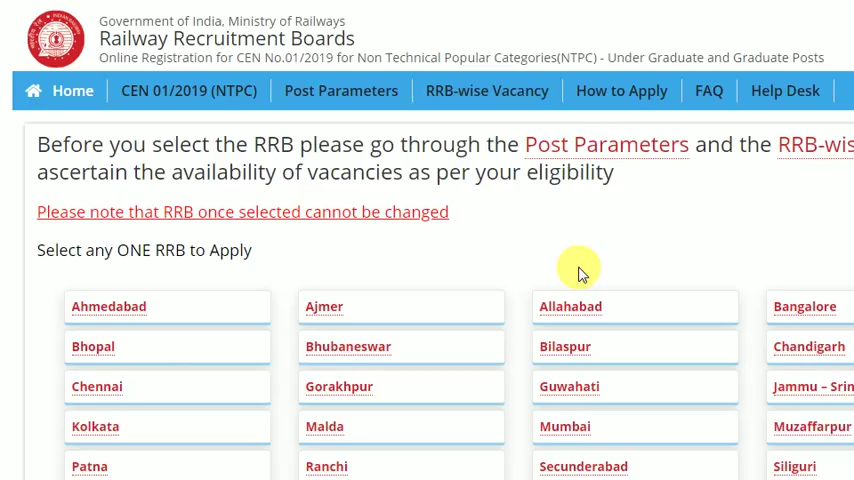 Government of India, Ministry of Railways
Railway Recruitment Boards
Online Registration for CEN No.01/2019 for Non Technical Popular Categories(NTPC) - Under Graduate and Graduate Posts
Home CEN 01/2019 (NTPC) Post Parameters RRB-wise Vacancy How to Apply FAQ Help Desk
Before you select the RRB please go through the Post Parameters and the RRB-wis
ascertain the availability of vacancies as per your eligibility
Please note that RRB once selected cannot be changed
Select any ONE RRB to Apply
Ahmedabad Ajmer Allahabad Bangalore
Bhopal Bhubaneswar Bilaspur Chandigarh
Chennai Gorakhpur Guwahati Jammu – Srin
Kolkata Malda Mumbai Muzaffarpur
Patna Ranchi Secunderabad Siliguri